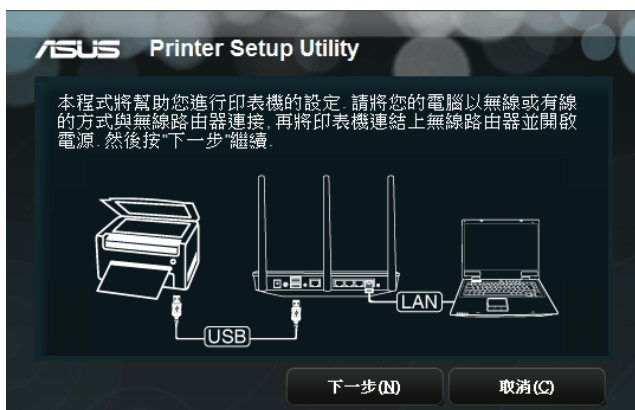 ASUS Printer Setup Utility
本程式將幫助您進行印表機的設定. 請將您的電腦以無線或有線
的方式與無線路由器連接, 再將印表機連結上無線路由器並開啟
電源. 然後按"下一步"繼續.
LAN
USB
下一步(N) 取消(C)